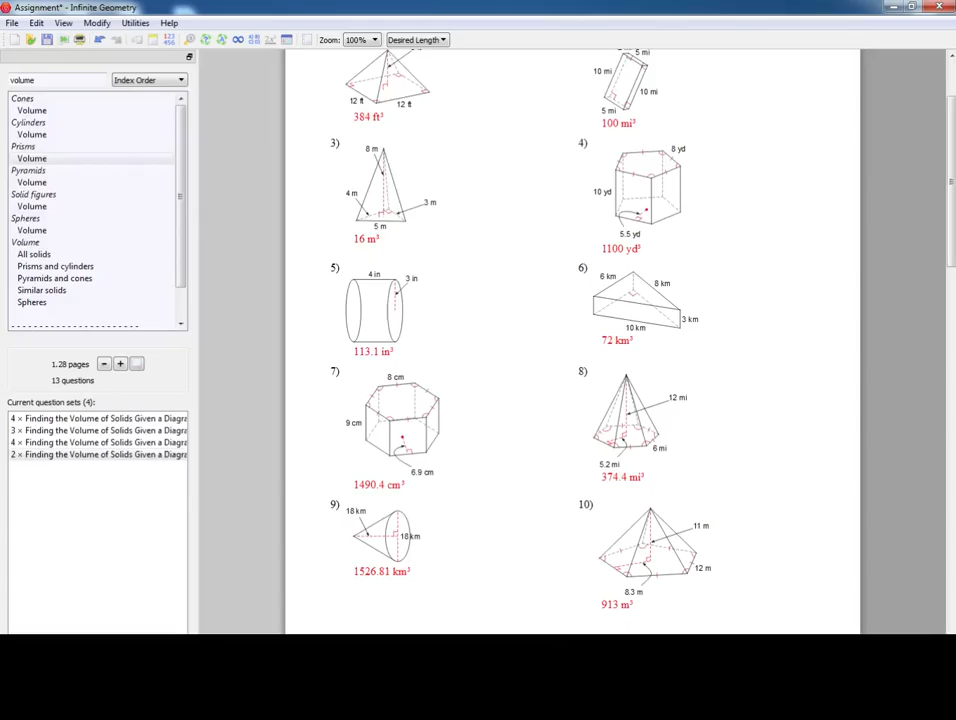 Assignment* - Infinite Geometry
File Edit View Modify Utilities Help
123
456
Zoom: 100% Desired Length
volume Index Order
Cones
Volume
Cylinders
Volume
Prisms
Volume
Pyramids
Volume
Solid figures
Volume
Spheres
Volume
Volume
All solids
Prisms and cylinders
Pyramids and cones
Similar solids
Spheres
1.28 pages
13 questions
Current question sets (4):
4 × Finding the Volume of Solids Given a Diagra
3 × Finding the Volume of Solids Given a Diagra
4 × Finding the Volume of Solids Given a Diagra
2 × Finding the Volume of Solids Given a Diagra
12 ft 12 ft
384 ft³
5 mi
10 mi
10 mi
5 mi
100 mi³
3)
8 m
4 m
3 m
5 m
16 m³
4)
8 yd
10 yd
5.5 yd
1100 yd³
5)
4 in
3 in
113.1 in³
6)
6 km
8 km
3 km
10 km
72 km³
7)
8 cm
9 cm
6.9 cm
1490.4 cm³
8)
12 mi
6 mi
5.2 mi
374.4 mi³
9)
18 km
18 km
1526.81 km³
10)
11 m
12 m
8.3 m
913 m³